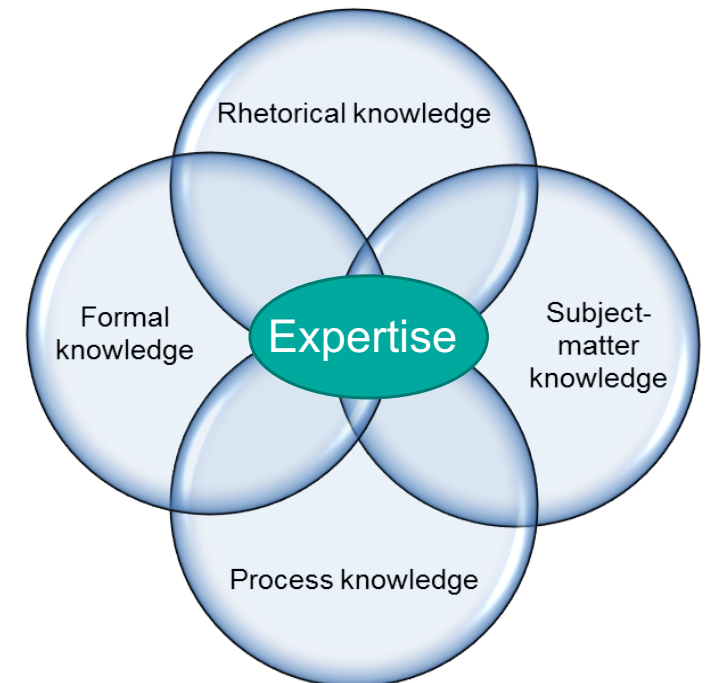 Rhetorical knowledge
Formal
knowledge
Expertise
Subject-
matter
knowledge
Process knowledge